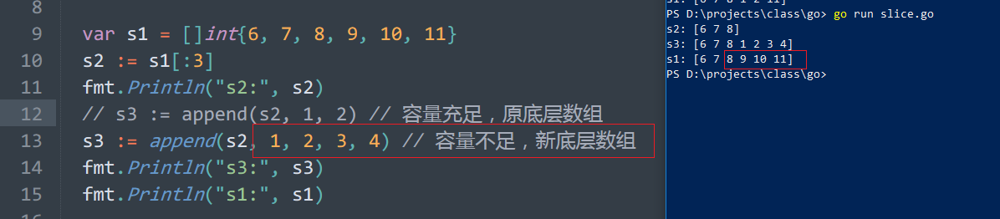 8
9 var s1 = []int{6, 7, 8, 9, 10, 11}
10 s2 := s1[:3]
11 fmt.Println("s2:", s2)
12 // s3 := append(s2, 1, 2) // 容量充足，原底层数组
13 s3 := append(s2, 1, 2, 3, 4) // 容量不足，新底层数组
14 fmt.Println("s3:", s3)
15 fmt.Println("s1:", s1)
PS D:\projects\class\go> go run slice.go
s2: [6 7 8]
s3: [6 7 8 1 2 3 4]
s1: [6 7 8 9 10 11]
PS D:\projects\class\go>